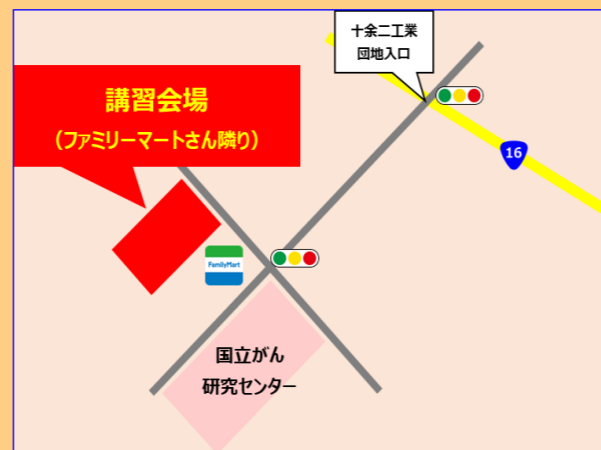 十余二工業
団地入口
講習会場
(ファミリーマートさん隣り)
16
FamilyMart
国立がん
研究センター